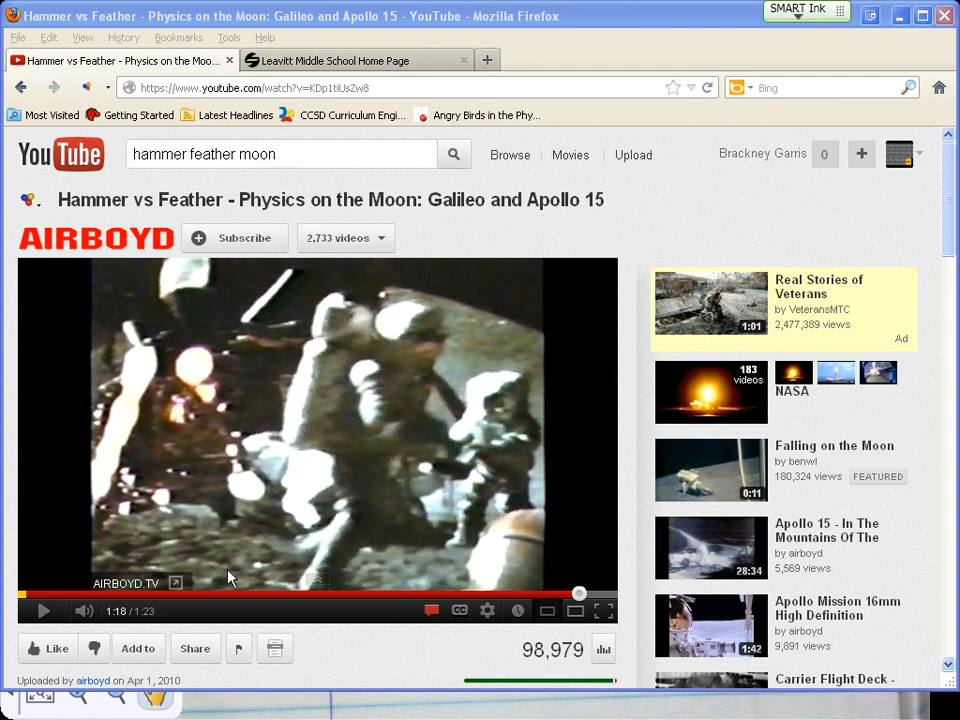 Hammer vs Feather - Physics on the Moon: Galileo and Apollo 15 - YouTube - Mozilla Firefox
SMART Ink
File Edit View History Bookmarks Tools Help
Hammer vs Feather - Physics on the Moo... Leavitt Middle School Home Page
https://www.youtube.com/watch?v=KDp1tiUsZw8 Bing
Most Visited Getting Started Latest Headlines CCSD Curriculum Engi... Angry Birds in the Phy...
YouTube hammer feather moon Browse Movies Upload Brackney Garris 0
Hammer vs Feather - Physics on the Moon: Galileo and Apollo 15
AIRBOYD Subscribe 2,733 videos
Real Stories of
Veterans
by VeteransMTC
2,477,389 views
1:01
Ad
183
videos
NASA
Falling on the Moon
by benwl
180,324 views FEATURED
0:11
Apollo 15 - In The
Mountains Of The
by airboyd
5,569 views
28:34
Apollo Mission 16mm
High Definition
by airboyd
9,891 views
1:42
Carrier Flight Deck -
AIRBOYD.TV
1:18 / 1:23 CC
Like Add to Share 98,979
Uploaded by airboyd on Apr 1, 2010